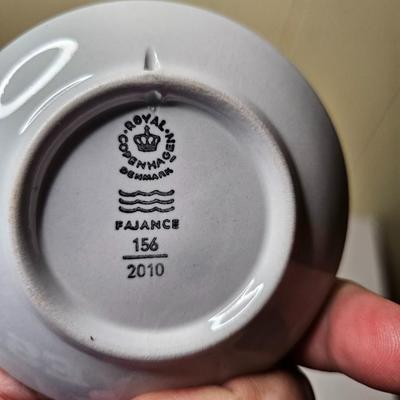 ROYAL
COPENHAGEN
DENMARK
FAJANCE
156
2010